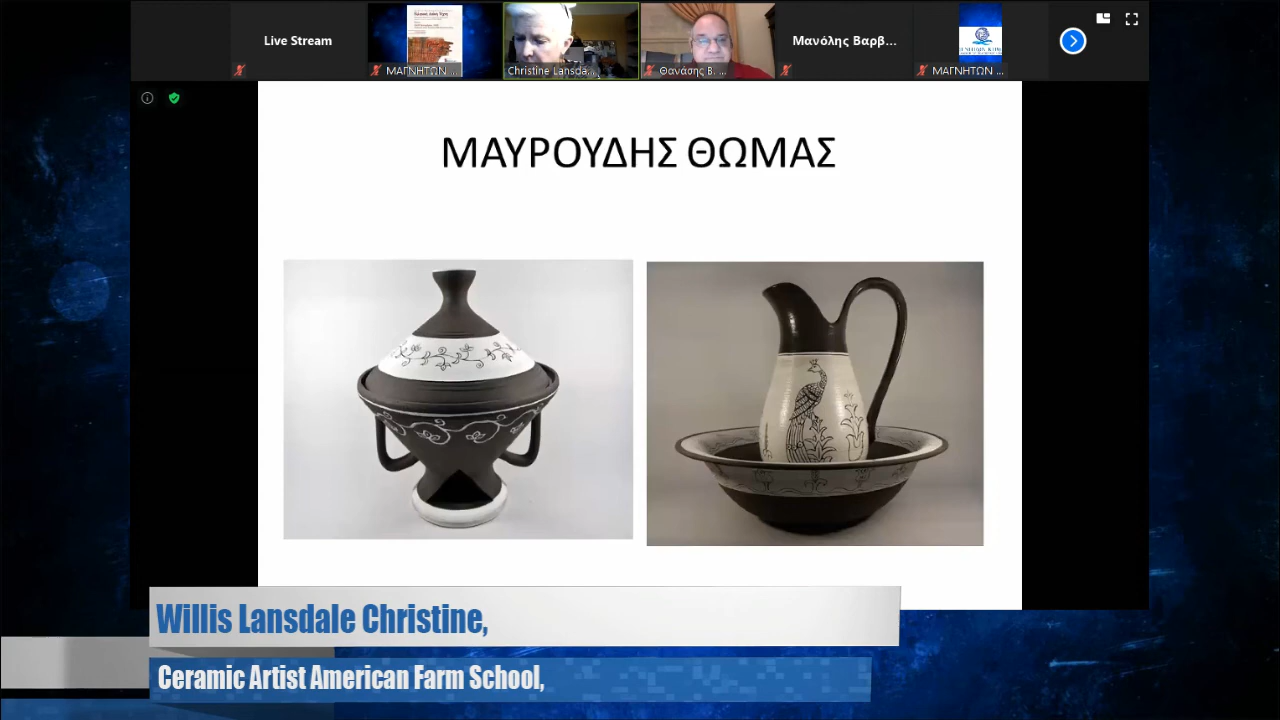 Live Stream
ΜΑΓΝΗΤΩΝ ...
Christine Lansda...
Θανάσης Β. ...
Μανόλης Βαρβ...
ΜΑΓΝΗΤΩΝ ...
ΜΑΥΡΟΥΔΗΣ ΘΩΜΑΣ
Willis Lansdale Christine,
Ceramic Artist American Farm School,